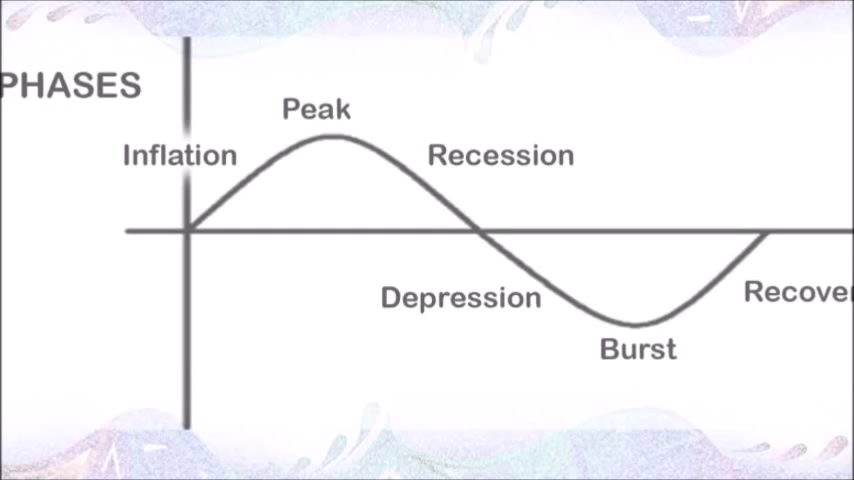 PHASES
Peak
Inflation
Recession
Depression
Recover
Burst